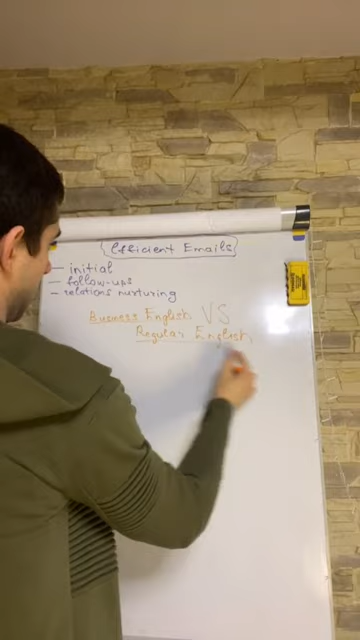 Efficient Emails
- initial
- follow-ups
- relations nurturing
Business English VS
Regular English